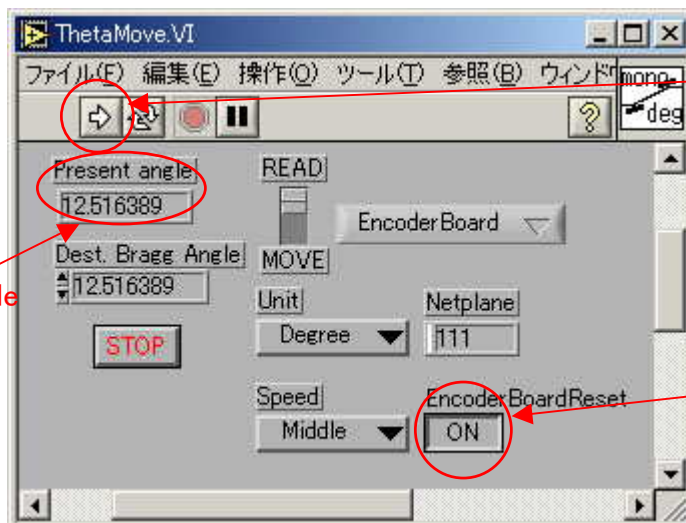 ThetaMove.VI
ファイル(F) 編集(E) 操作(O) ツール(T) 参照(B) ウィンドウ
mono-
deg
Present angle
12.516389
READ
EncoderBoard
Dest. Bragg Angle
12.516389
MOVE
Unit
Netplane
Degree
111
STOP
Speed
EncoderBoardReset
Middle
ON